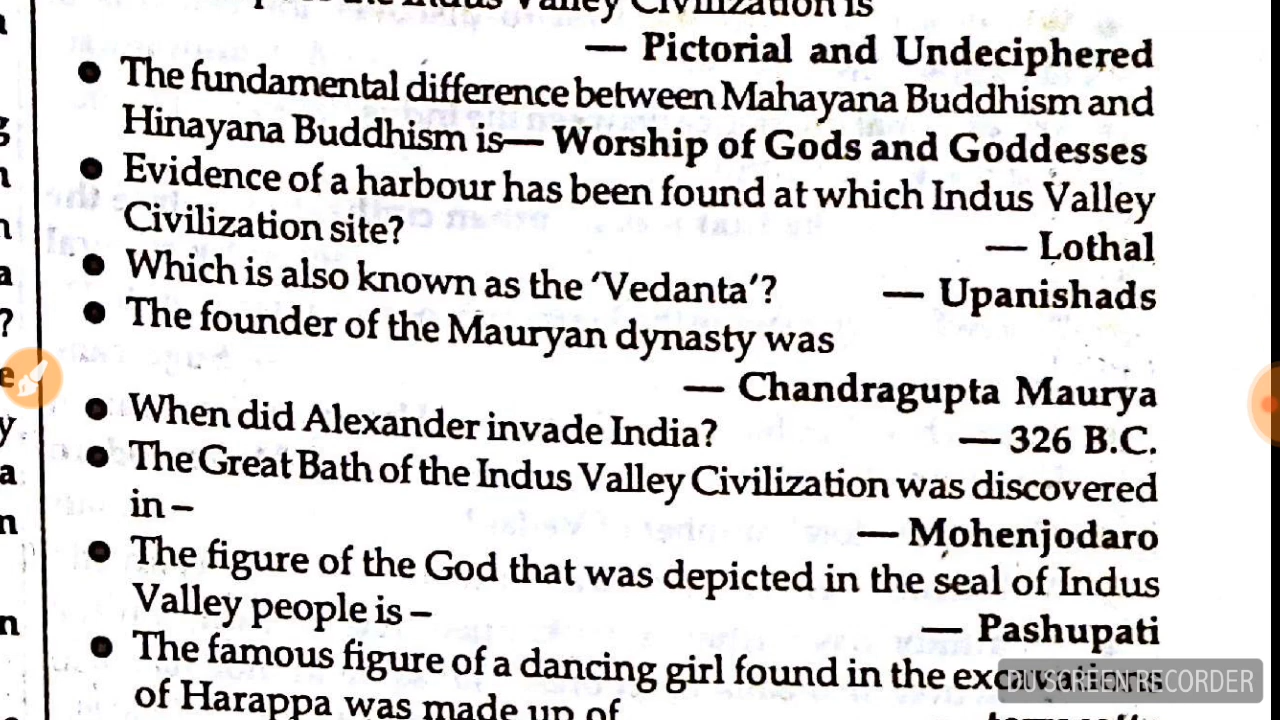 Indus Valley Civilization is
— Pictorial and Undeciphered
• The fundamental difference between Mahayana Buddhism and
Hinayana Buddhism is— Worship of Gods and Goddesses
• Evidence of a harbour has been found at which Indus Valley
Civilization site?
— Lothal
• Which is also known as the ‘Vedanta’? — Upanishads
• The founder of the Mauryan dynasty was
— Chandragupta Maurya
• When did Alexander invade India? — 326 B.C.
• The Great Bath of the Indus Valley Civilization was discovered
in –
— Mohenjodaro
• The figure of the God that was depicted in the seal of Indus
Valley people is –
— Pashupati
• The famous figure of a dancing girl found in the excavations
of Harappa was made up of
DU SCREEN RECORDER